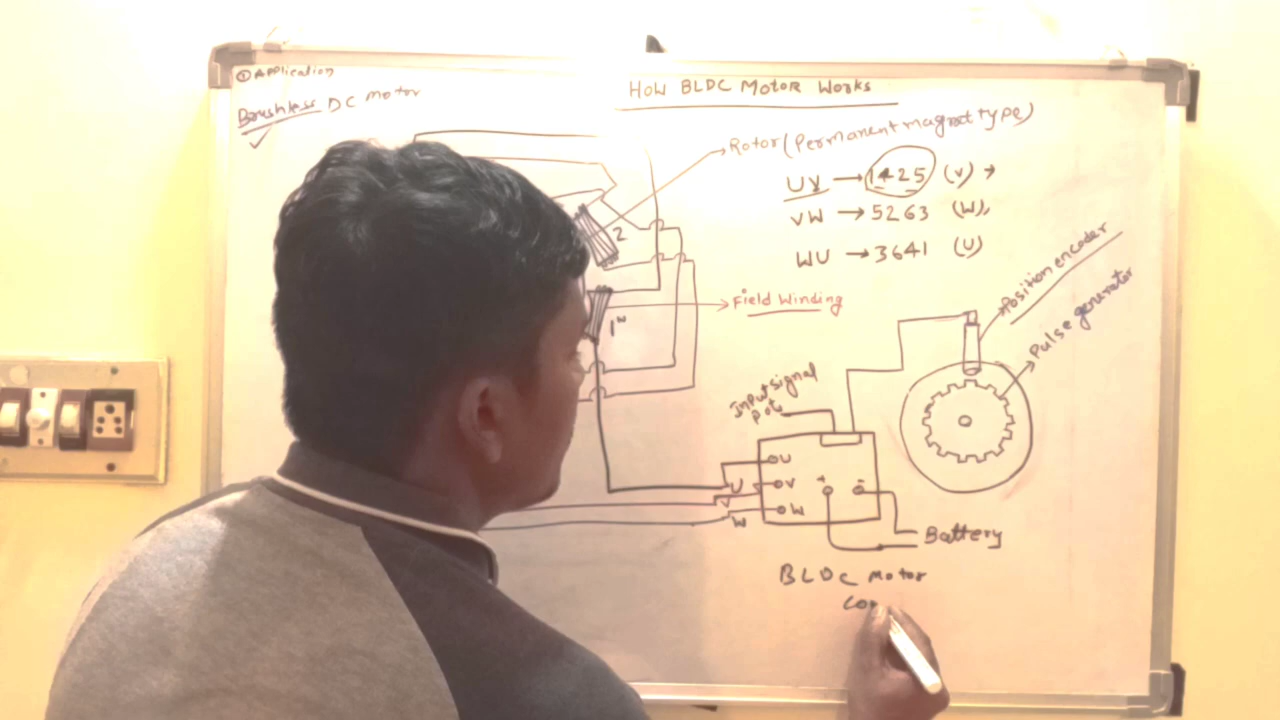 ① Application
Brushless DC motor
How BLDC Motor Works
Rotor (Permanent magnet type)
UV → 1425 (V) →
VW → 5263 (W),
WU → 3641 (U)
2
Field Winding
1"
Position encoder
Pulse generator
Input signal
U
V
W
+
-
U
V
W
Battery
BLDC Motor
Co